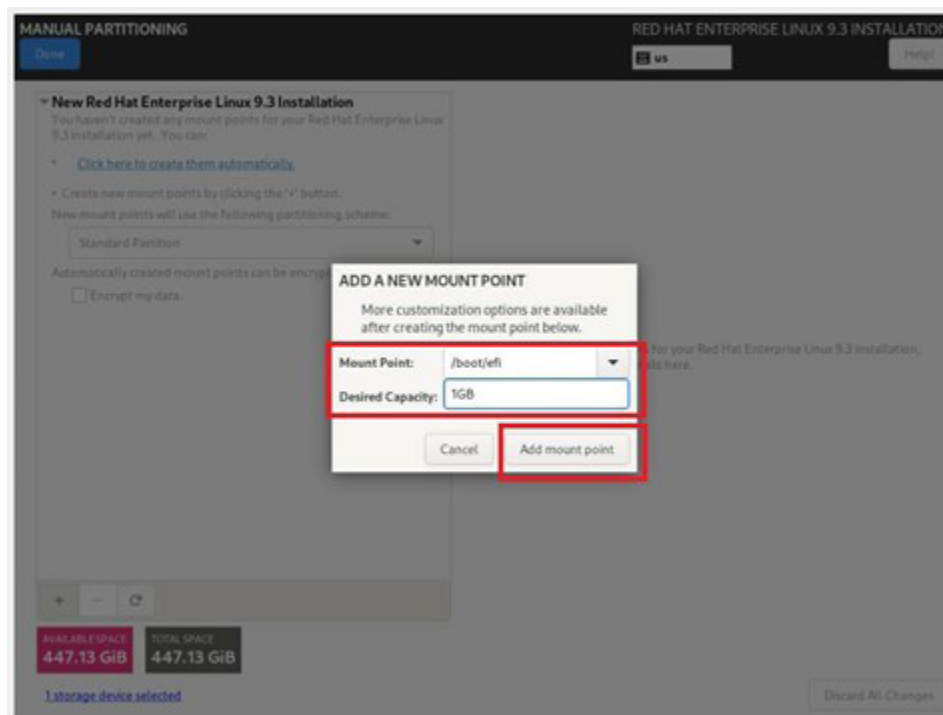 MANUAL PARTITIONING
RED HAT ENTERPRISE LINUX 9.3 INSTALLATION
Done
us
Help!
New Red Hat Enterprise Linux 9.3 Installation
You haven't created any mount points for your Red Hat Enterprise Linux
9.3 installation yet. You can:
• Click here to create them automatically.
• Create new mount points by clicking the '+' button.
New mount points will use the following partitioning scheme:
Standard Partition
Automatically created mount points can be encryp
Encrypt my data.
ADD A NEW MOUNT POINT
More customization options are available
after creating the mount point below.
Mount Point: /boot/efi
Desired Capacity: 1GB
Cancel
Add mount point
for your Red Hat Enterprise Linux 9.3 installation,
here.
+
−
AVAILABLE SPACE
447.13 GiB
TOTAL SPACE
447.13 GiB
1 storage device selected
Discard All Changes